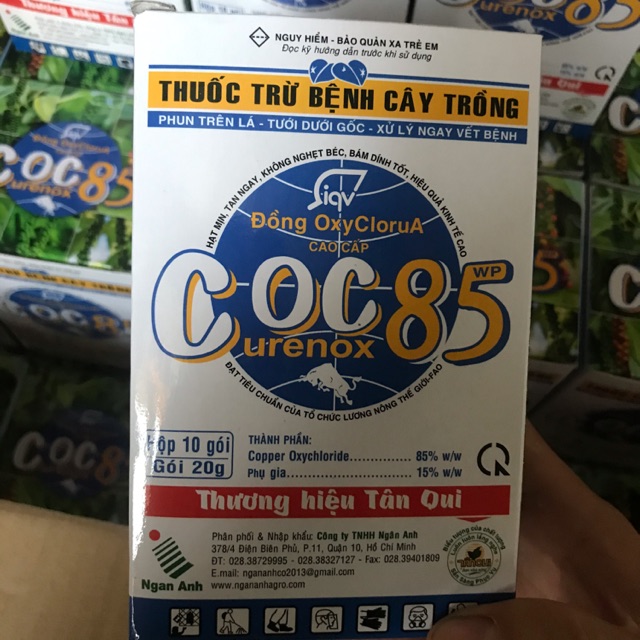 NGUY HIỂM - BẢO QUẢN XA TRẺ EM
Đọc kỹ hướng dẫn trước khi sử dụng
THUỐC TRỪ BỆNH CÂY TRỒNG
PHUN TRÊN LÁ - TƯỚI DƯỚI GỐC - XỬ LÝ NGAY VẾT BỆNH
HẠT MỊN, TAN NGAY, KHÔNG NGHẸT BÉC, BÁM DÍNH TỐT, HIỆU QUẢ KINH TẾ CAO
Siqv
Đồng OxyCloruA
CAO CẤP
COC 85 WP
Curenox
ĐẠT TIÊU CHUẨN CỦA TỔ CHỨC LƯƠNG NÔNG THẾ GIỚI-FAO
Hộp 10 gói
Gói 20g
THÀNH PHẦN:
Copper Oxychloride................ 85% w/w
Phụ gia................................ 15% w/w
Thương hiệu Tân Qui
Phân phối & Nhập khẩu: Công ty TNHH Ngân Anh
378/4 Điện Biên Phủ, P.11, Quận 10, Hồ Chí Minh
ĐT: 028.38729995 - 028.38327127 - Fax: 028.39401809
E.mail: ngananhco2013@gmail.com
www.ngananhagro.com
Ngan Anh